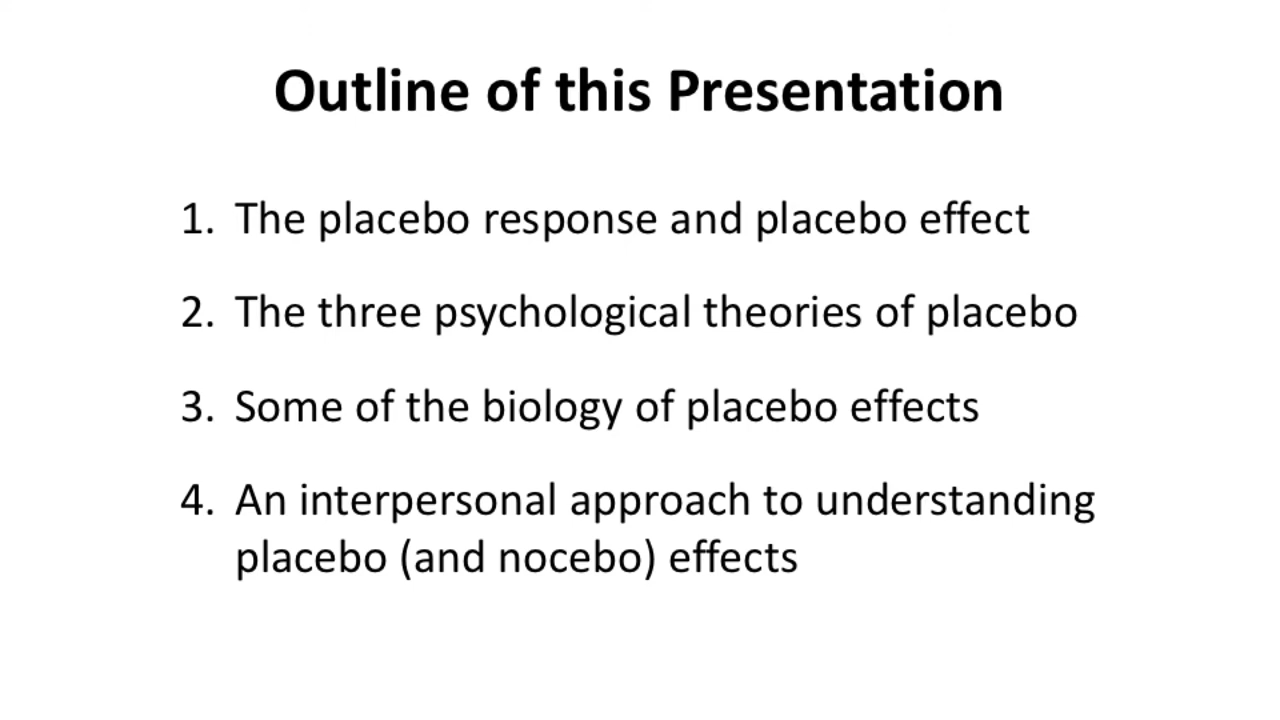 Outline of this Presentation
1. The placebo response and placebo effect
2. The three psychological theories of placebo
3. Some of the biology of placebo effects
4. An interpersonal approach to understanding
placebo (and nocebo) effects